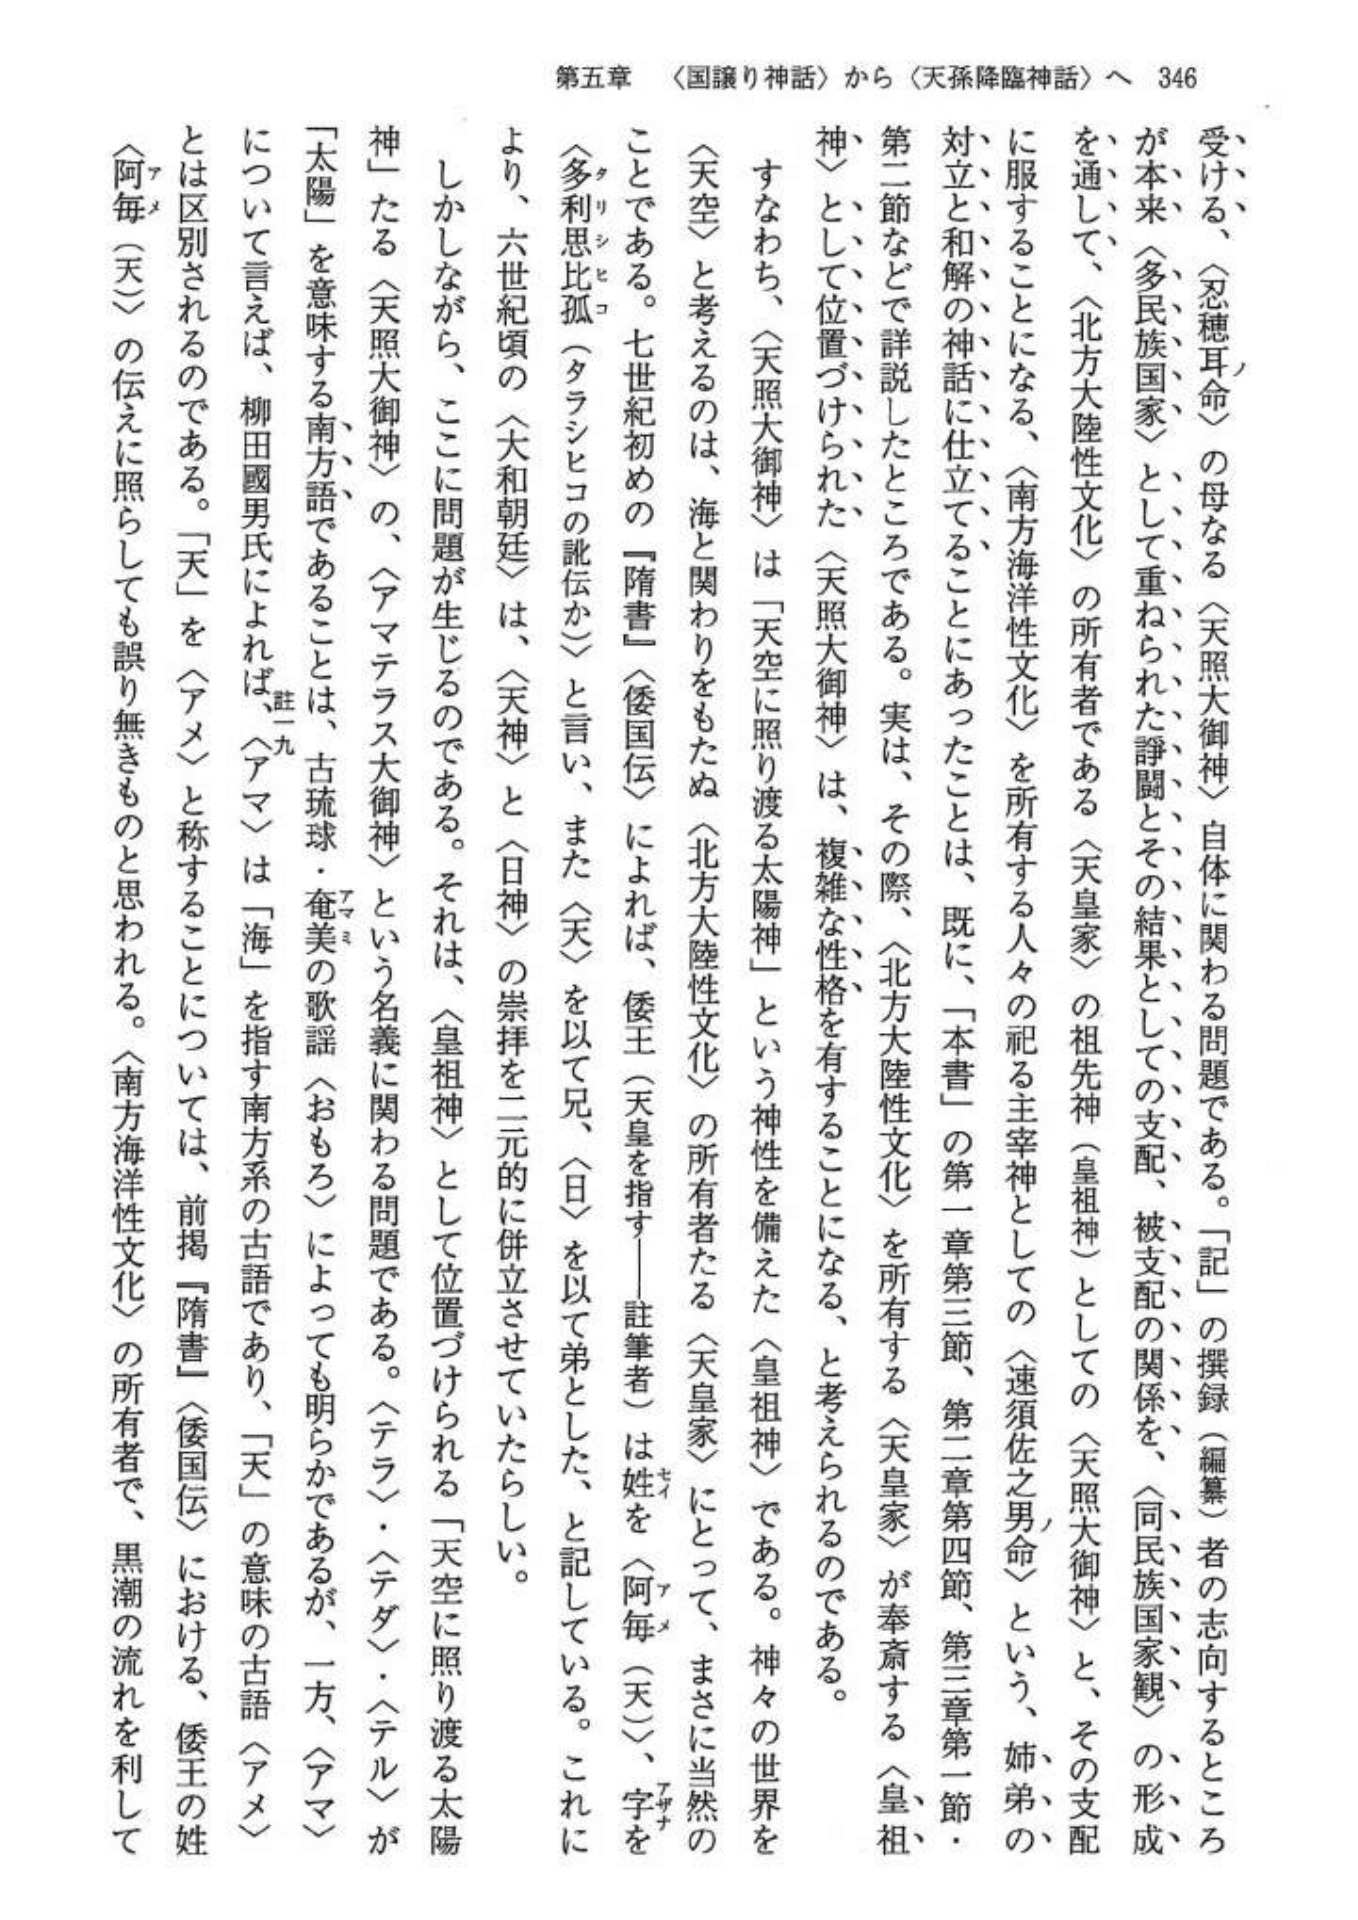 第五章 〈国譲り神話〉から〈天孫降臨神話〉へ 346
受ける、〈忍穂耳ノ命〉の母なる〈天照大御神〉自体に関わる問題である。「記」の撰録（編纂）者の志向するところ
が本来〈多民族国家〉として重ねられた諍闘とその結果としての支配、被支配の関係を、〈同民族国家観〉の形成
を通して、〈北方大陸性文化〉の所有者である〈天皇家〉の祖先神（皇祖神）としての〈天照大御神〉と、その支配
に服することになる、〈南方海洋性文化〉を所有する人々の祀る主宰神としての〈速須佐之男ノ命〉という、姉弟の
対立と和解の神話に仕立てることにあったことは、既に、「本書」の第一章第三節、第二章第四節、第三章第一節・
第二節などで詳説したところである。実は、その際、〈北方大陸性文化〉を所有する〈天皇家〉が奉斎する〈皇祖
神〉として位置づけられた〈天照大御神〉は、複雑な性格を有することになる、と考えられるのである。
すなわち、〈天照大御神〉は「天空に照り渡る太陽神」という神性を備えた〈皇祖神〉である。神々の世界を
〈天空〉と考えるのは、海と関わりをもたぬ〈北方大陸性文化〉の所有者たる〈天皇家〉にとって、まさに当然の
ことである。七世紀初めの『隋書』〈倭国伝〉によれば、倭王（天皇を指す――註筆者）は姓セイを〈阿毎アメ（天）〉、字アザナを
〈多利思比孤タリシヒコ（タラシヒコの訛伝か）〉と言い、また〈天〉を以て兄、〈日〉を以て弟とした、と記している。これに
より、六世紀頃の〈大和朝廷〉は、〈天神〉と〈日神〉の崇拝を二元的に併立させていたらしい。
しかしながら、ここに問題が生じるのである。それは、〈皇祖神〉として位置づけられる「天空に照り渡る太陽
神」たる〈天照大御神〉の、〈アマテラス大御神〉という名義に関わる問題である。〈テラ〉・〈テダ〉・〈テル〉が
「太陽」を意味する南方語であることは、古琉球・奄美アマミの歌謡〈おもろ〉によっても明らかであるが、一方、〈アマ〉
について言えば、柳田國男氏によれば、註一九〈アマ〉は「海」を指す南方系の古語であり、「天」の意味の古語〈アメ〉
とは区別されるのである。「天」を〈アメ〉と称することについては、前掲『隋書』〈倭国伝〉における、倭王の姓
〈阿毎アメ（天）〉の伝えに照らしても誤り無きものと思われる。〈南方海洋性文化〉の所有者で、黒潮の流れを利して